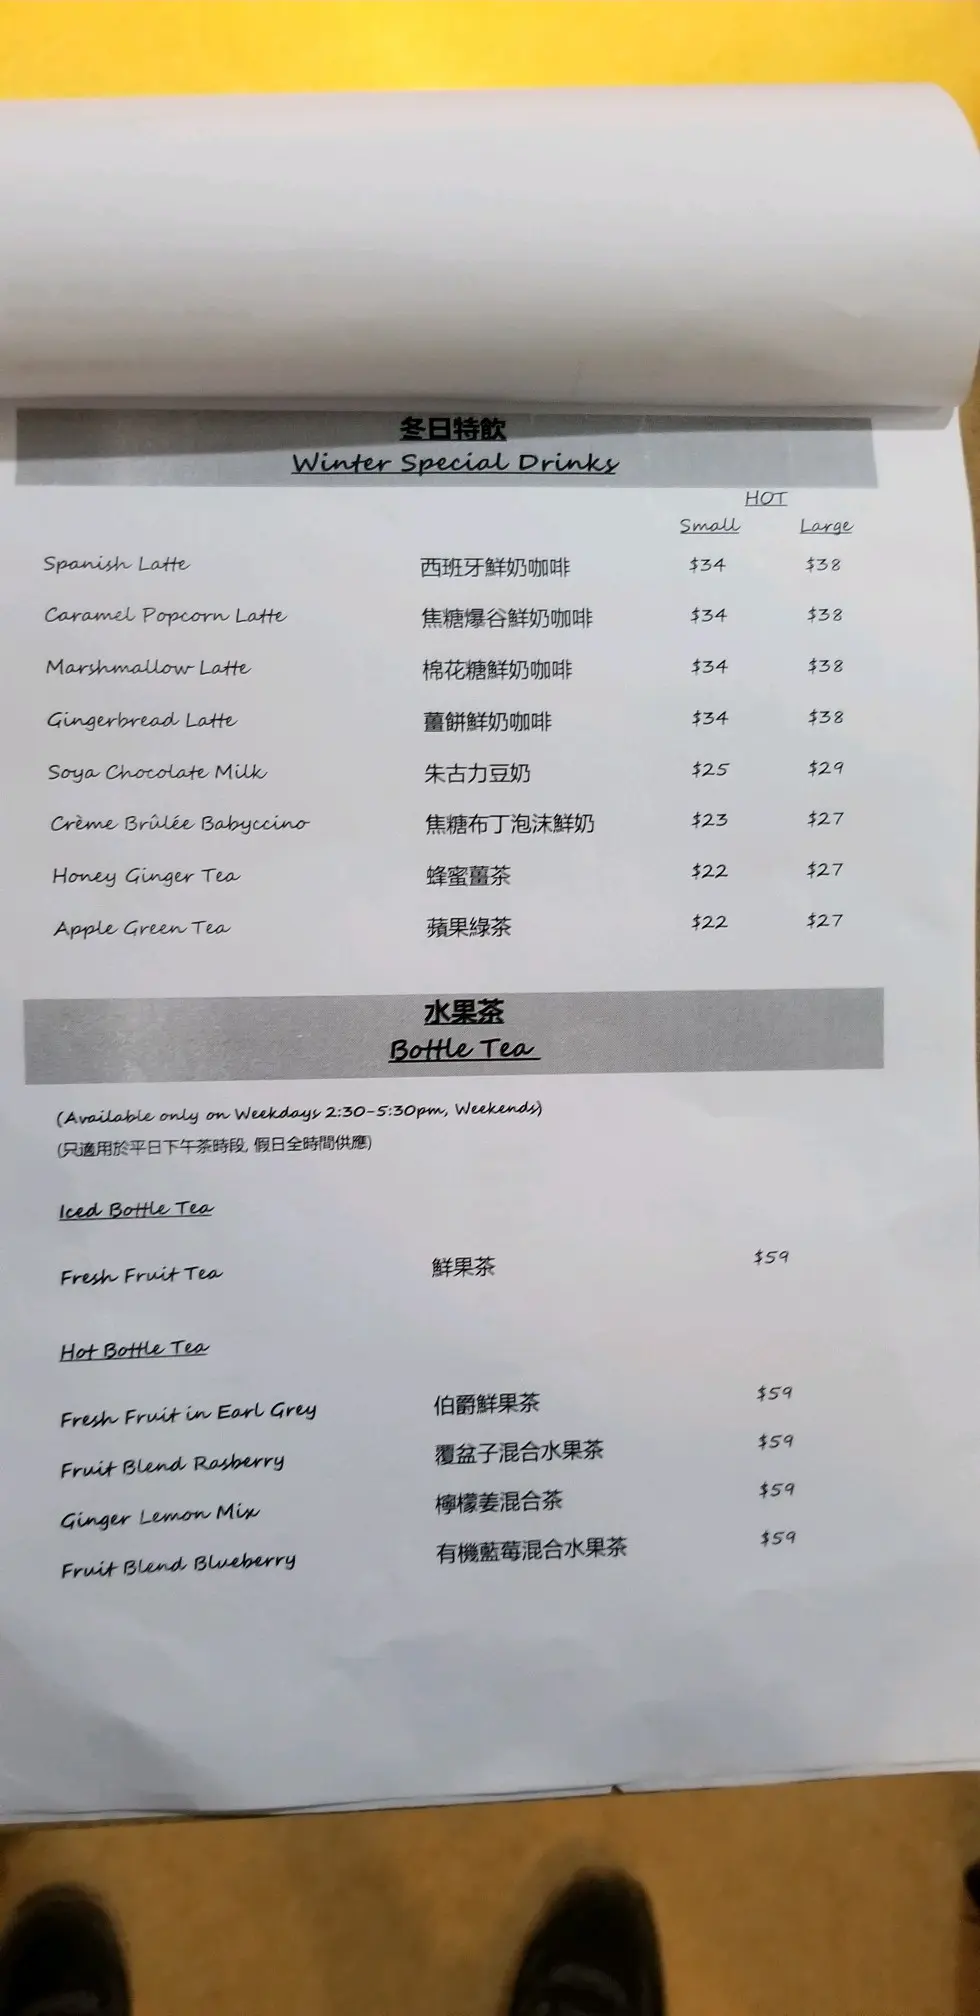 冬日特飲
Winter Special Drinks
HOT
Small Large
Spanish Latte 西班牙鮮奶咖啡 $34 $38
Caramel Popcorn Latte 焦糖爆谷鮮奶咖啡 $34 $38
Marshmallow Latte 棉花糖鮮奶咖啡 $34 $38
Gingerbread Latte 薑餅鮮奶咖啡 $34 $38
Soya Chocolate Milk 朱古力豆奶 $25 $29
Crème Brûlée Babyccino 焦糖布丁泡沫鮮奶 $23 $27
Honey Ginger Tea 蜂蜜薑茶 $22 $27
Apple Green Tea 蘋果綠茶 $22 $27
水果茶
Bottle Tea
(Available only on Weekdays 2:30-5:30pm, Weekends)
(只適用於平日下午茶時段, 假日全時間供應)
Iced Bottle Tea
Fresh Fruit Tea 鮮果茶 $59
Hot Bottle Tea
Fresh Fruit in Earl Grey 伯爵鮮果茶 $59
Fruit Blend Rasberry 覆盆子混合水果茶 $59
Ginger Lemon Mix 檸檬姜混合茶 $59
Fruit Blend Blueberry 有機藍莓混合水果茶 $59